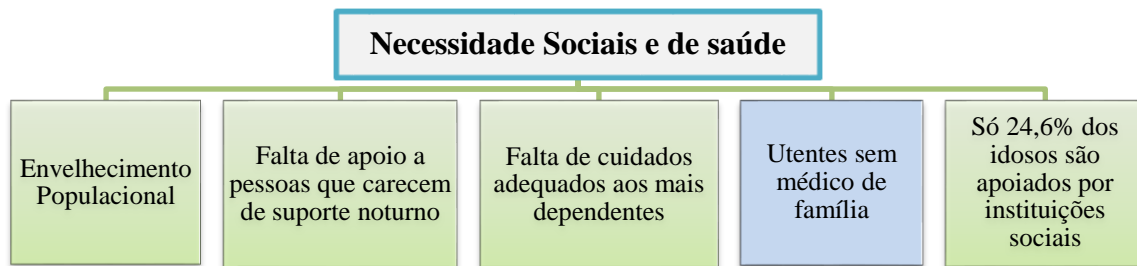 Necessidade Sociais e de saúde
Envelhecimento
Populacional
Falta de apoio a
pessoas que carecem
de suporte noturno
Falta de cuidados
adequados aos mais
dependentes
Utentes sem
médico de
família
Só 24,6% dos
idosos são
apoiados por
instituições
sociais